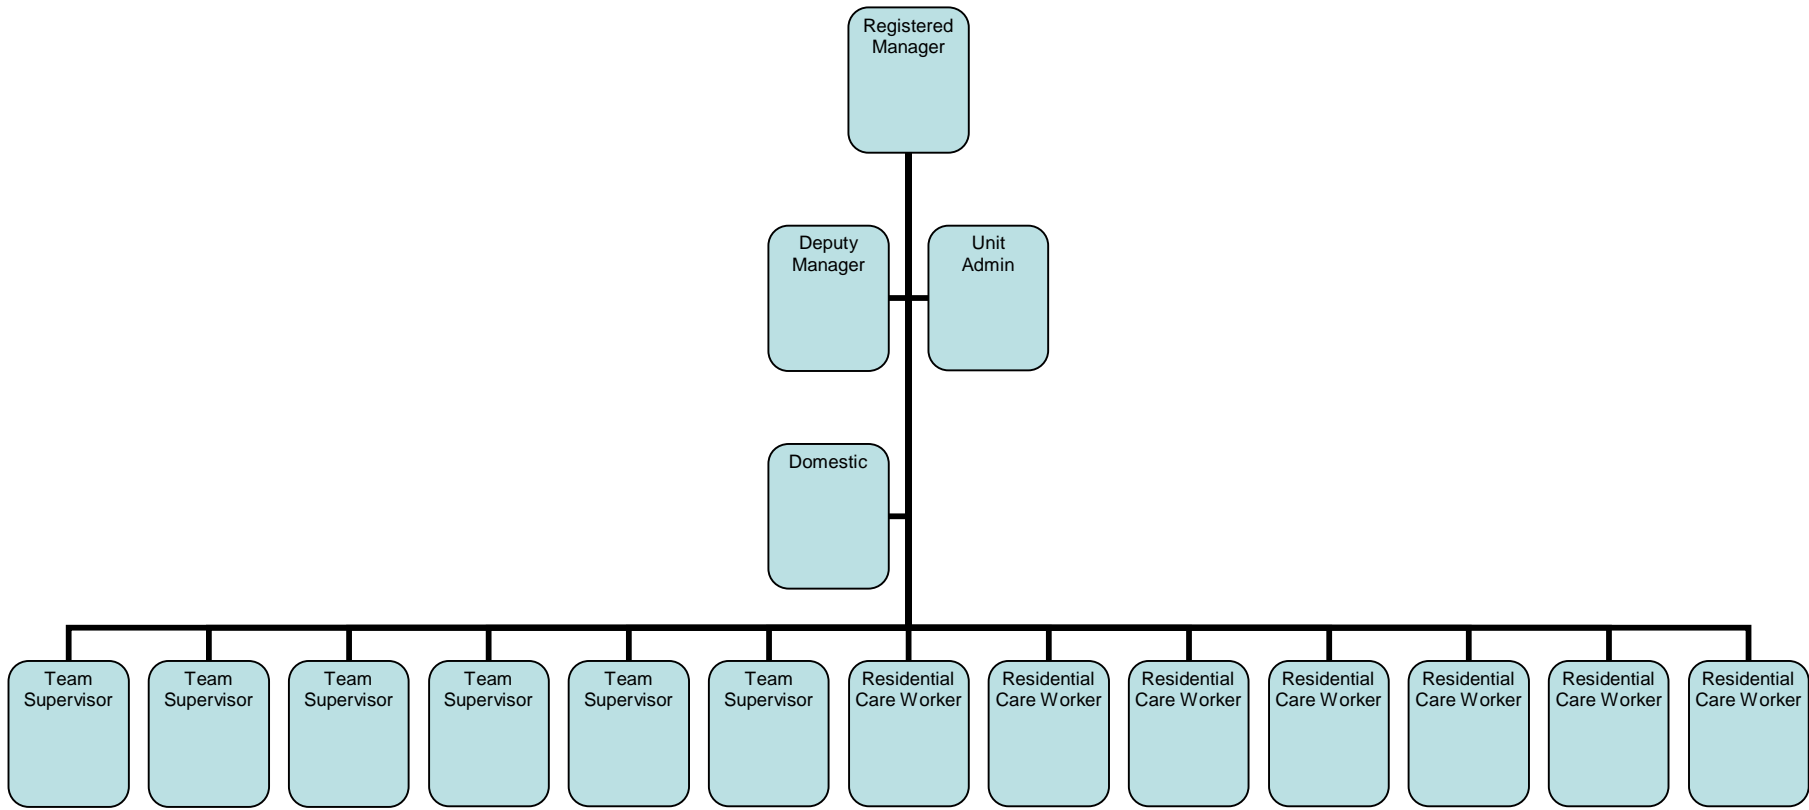 Registered
Manager
Deputy
Manager
Unit
Admin
Domestic
Team
Supervisor
Team
Supervisor
Team
Supervisor
Team
Supervisor
Team
Supervisor
Team
Supervisor
Residential
Care Worker
Residential
Care Worker
Residential
Care Worker
Residential
Care Worker
Residential
Care Worker
Residential
Care Worker
Residential
Care Worker